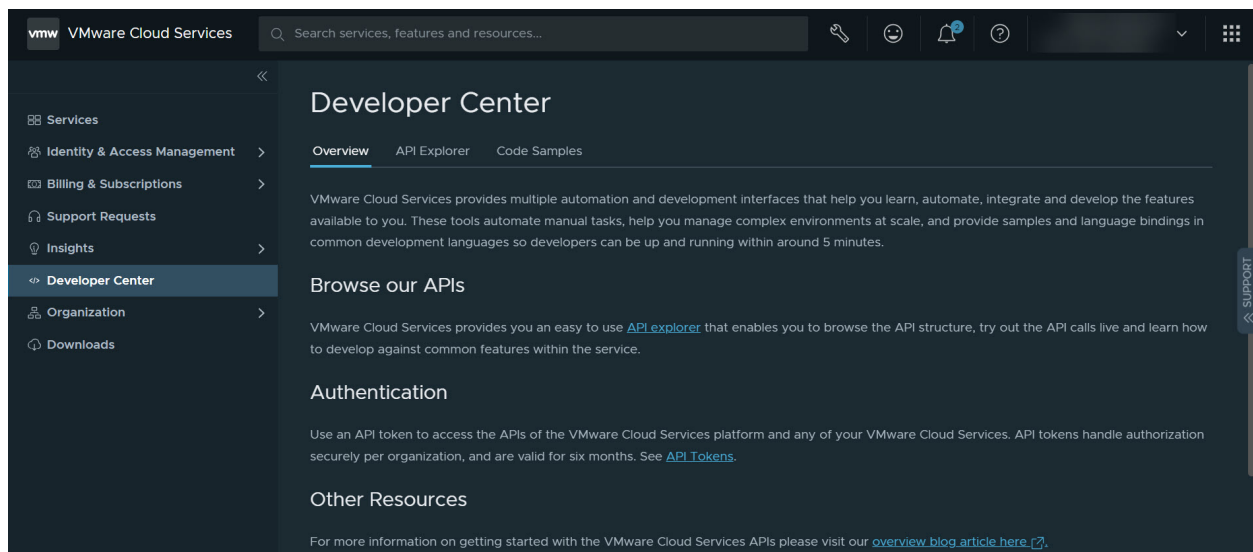 vmw VMware Cloud Services
Search services, features and resources...
2
Services
Identity & Access Management
Billing & Subscriptions
Support Requests
Insights
Developer Center
Organization
Downloads
Developer Center
Overview API Explorer Code Samples
VMware Cloud Services provides multiple automation and development interfaces that help you learn, automate, integrate and develop the features
available to you. These tools automate manual tasks, help you manage complex environments at scale, and provide samples and language bindings in
common development languages so developers can be up and running within around 5 minutes.
Browse our APIs
VMware Cloud Services provides you an easy to use API explorer that enables you to browse the API structure, try out the API calls live and learn how
to develop against common features within the service.
Authentication
Use an API token to access the APIs of the VMware Cloud Services platform and any of your VMware Cloud Services. API tokens handle authorization
securely per organization, and are valid for six months. See API Tokens.
Other Resources
For more information on getting started with the VMware Cloud Services APIs please visit our overview blog article here.
SUPPORT